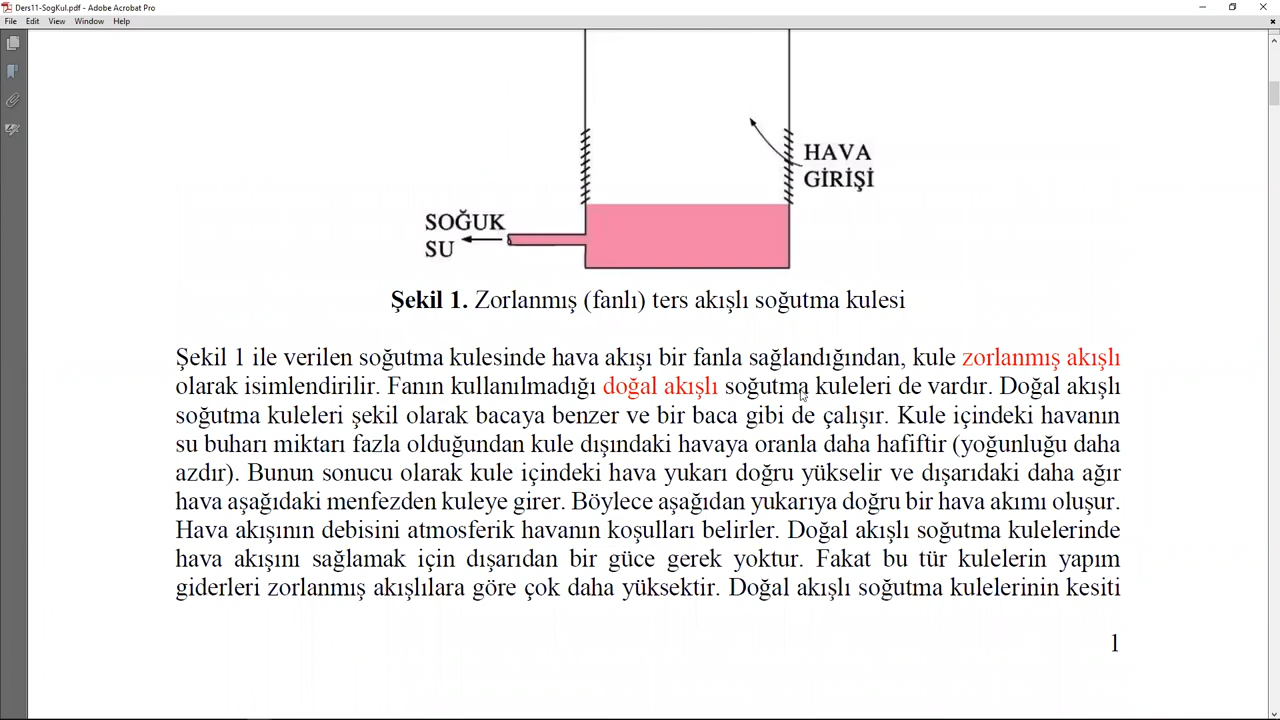 Ders11-SogKul.pdf - Adobe Acrobat Pro
File Edit View Window Help
HAVA
GİRİŞİ
SOĞUK
SU
Şekil 1. Zorlanmış (fanlı) ters akışlı soğutma kulesi
Şekil 1 ile verilen soğutma kulesinde hava akışı bir fanla sağlandığından, kule zorlanmış akışlı
olarak isimlendirilir. Fanın kullanılmadığı doğal akışlı soğutma kuleleri de vardır. Doğal akışlı
soğutma kuleleri şekil olarak bacaya benzer ve bir baca gibi de çalışır. Kule içindeki havanın
su buharı miktarı fazla olduğundan kule dışındaki havaya oranla daha hafiftir (yoğunluğu daha
azdır). Bunun sonucu olarak kule içindeki hava yukarı doğru yükselir ve dışarıdaki daha ağır
hava aşağıdaki menfezden kuleye girer. Böylece aşağıdan yukarıya doğru bir hava akımı oluşur.
Hava akışının debisini atmosferik havanın koşulları belirler. Doğal akışlı soğutma kulelerinde
hava akışını sağlamak için dışarıdan bir güce gerek yoktur. Fakat bu tür kulelerin yapım
giderleri zorlanmış akışlılara göre çok daha yüksektir. Doğal akışlı soğutma kulelerinin kesiti
1